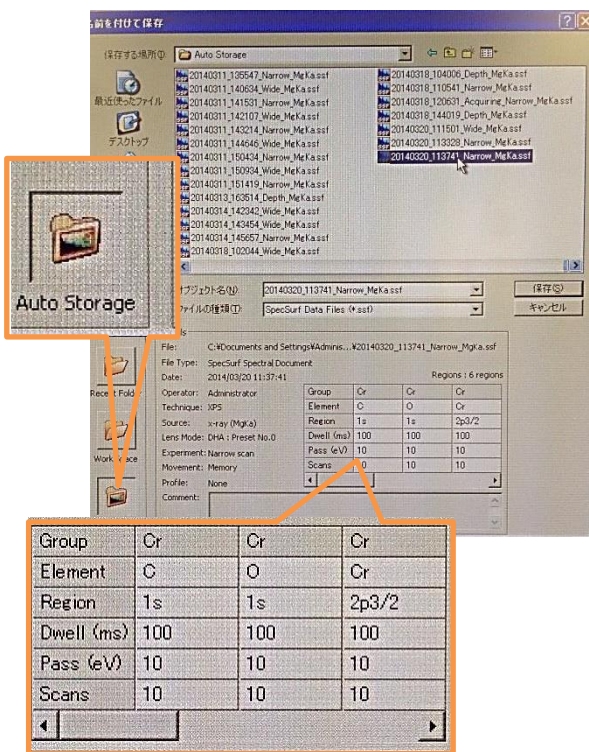 名前を付けて保存
保存する場所(I):
Auto Storage
最近使ったファイル
デスクトップ
20140311_135547_Narrow_MgKa.ssf
20140311_140634_Wide_MgKa.ssf
20140311_141531_Narrow_MgKa.ssf
20140311_142107_Wide_MgKa.ssf
20140311_143214_Narrow_MgKa.ssf
20140311_144646_Wide_MgKa.ssf
20140311_150434_Narrow_MgKa.ssf
20140311_150934_Wide_MgKa.ssf
20140311_151419_Narrow_MgKa.ssf
20140313_163514_Depth_MgKa.ssf
20140314_142342_Wide_MgKa.ssf
20140314_143454_Wide_MgKa.ssf
20140314_145657_Narrow_MgKa.ssf
20140318_102044_Wide_MgKa.ssf
20140318_104006_Depth_MgKa.ssf
20140318_110541_Narrow_MgKa.ssf
20140318_120631_Acquiring_Narrow_MgKa.ssf
20140318_144019_Depth_MgKa.ssf
20140320_111501_Wide_MgKa.ssf
20140320_113328_Narrow_MgKa.ssf
20140320_113741_Narrow_MgKa.ssf
Auto Storage
オブジェクト名(N):
20140320_113741_Narrow_MgKa.ssf
保存(S)
ファイルの種類(T):
SpecSurf Data Files (*.ssf)
キャンセル
File: C:¥Documents and Settings¥Adminis...¥20140320_113741_Narrow_MgKa.ssf
File Type: SpecSurf Spectral Document
Date: 2014/03/20 11:37:41
Regions : 6 regions
Recent Folder
Operator: Administrator
Technique: XPS
Source: x-ray (MgKa)
Lens Mode: DHA : Preset No.0
Experiment: Narrow scan
Movement: Memory
Profile: None
Comment:
Group Cr Cr Cr
Element C O Cr
Region 1s 1s 2p3/2
Dwell (ms) 100 100 100
Pass (eV) 10 10 10
Scans 10 10 10
Group Cr Cr Cr
Element C O Cr
Region 1s 1s 2p3/2
Dwell (ms) 100 100 100
Pass (eV) 10 10 10
Scans 10 10 10